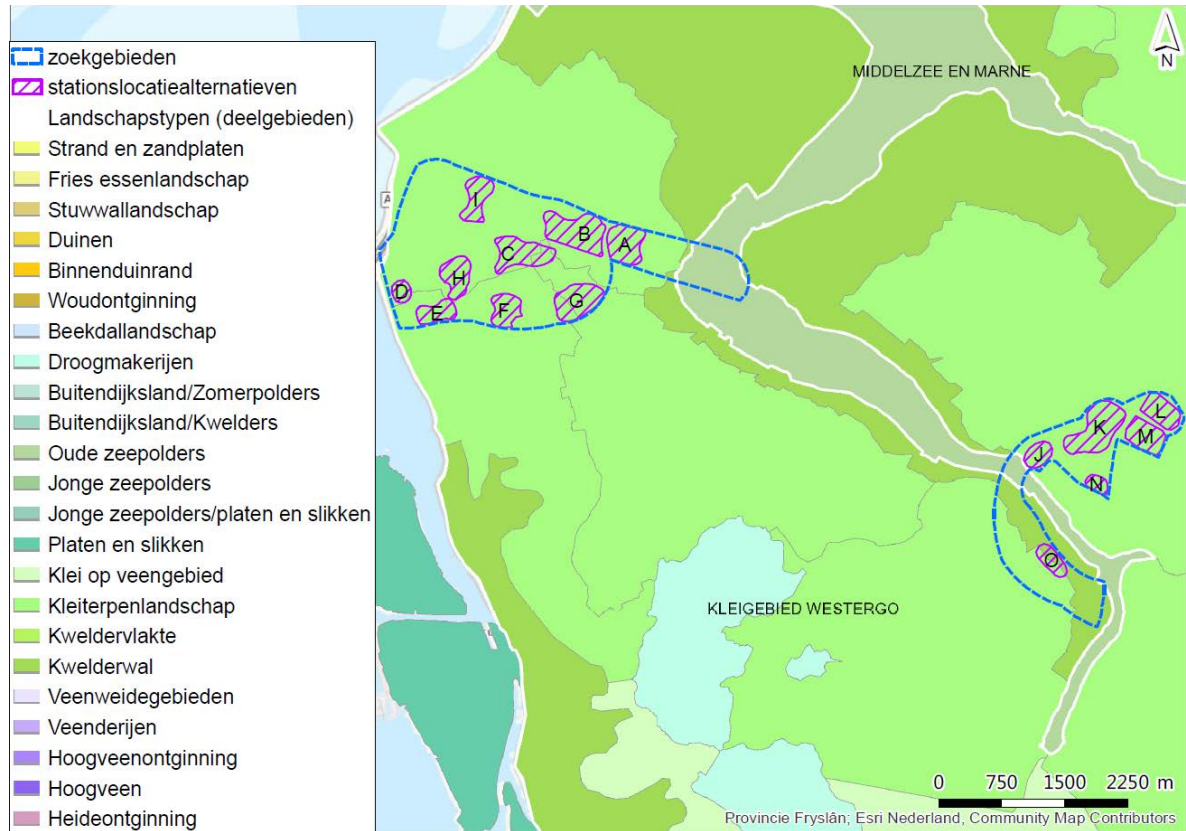 zoekgebieden
stationslocatiealternatieven
Landschapstypen (deelgebieden)
Strand en zandplaten
Fries essenlandschap
Stuwwallandschap
Duinen
Binnenduinrand
Woudontginning
Beekdallandschap
Droogmakerijen
Buitendijksland/Zomerpolders
Buitendijksland/Kwelders
Oude zeepolders
Jonge zeepolders
Jonge zeepolders/platen en slikken
Platen en slikken
Klei op veengebied
Kleiterpenlandschap
Kweldervlakte
Kwelderwal
Veenweidegebieden
Veenderijen
Hoogveenontginning
Hoogveen
Heideontginning
MIDDELZEE EN MARNE
N
A
I
B
A
C
H
D
E
F
G
L
K
M
J
N
O
KLEIGEBIED WESTERGO
0 750 1500 2250 m
Provincie Fryslân; Esri Nederland, Community Map Contributors